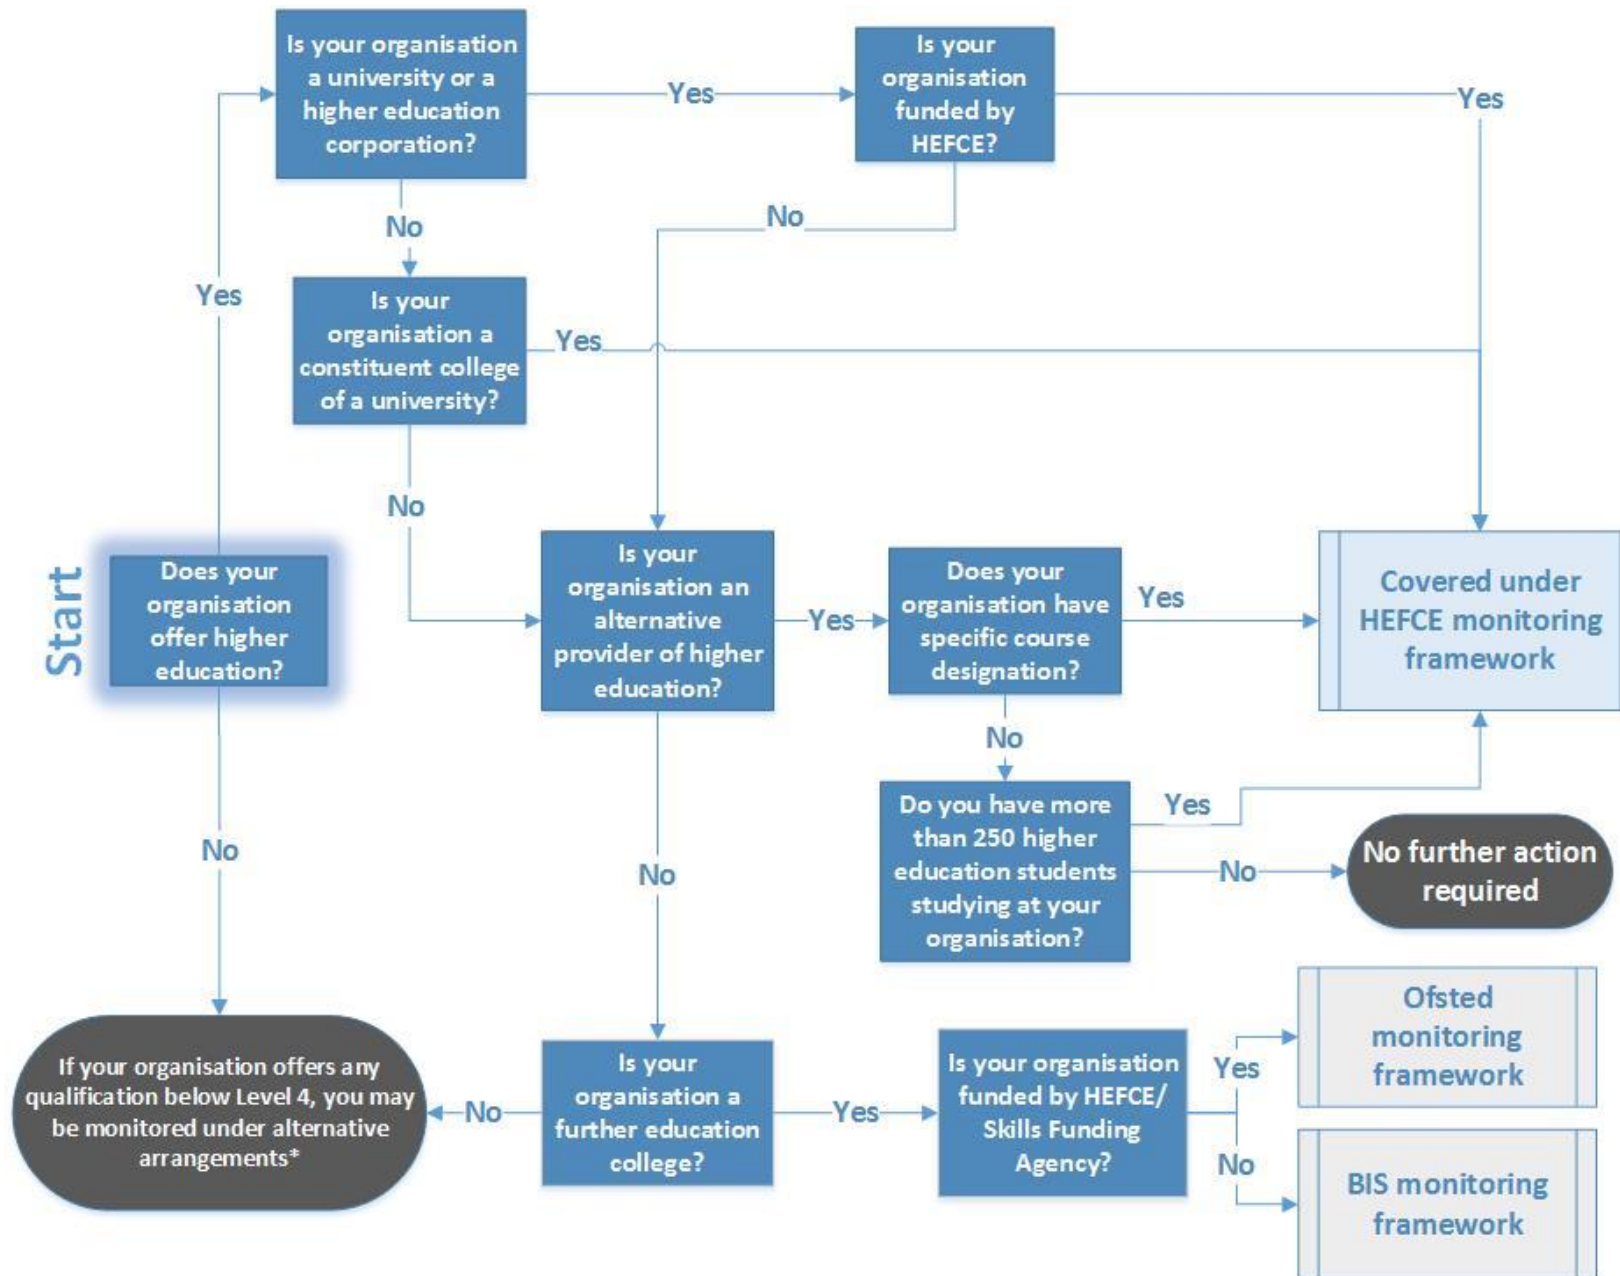 Is your organisation
a university or a
higher education
corporation?
Yes
Is your
organisation
funded by
HEFCE?
Yes
No
No
Yes
Is your
organisation a
constituent college
of a university?
Yes
No
Start
Does your
organisation
offer higher
education?
Is your
organisation an
alternative
provider of higher
education?
Yes
Does your
organisation have
specific course
designation?
Yes
Covered under
HEFCE monitoring
framework
No
Do you have more
than 250 higher
education students
studying at your
organisation?
Yes
No
No further action
required
No
No
If your organisation offers any
qualification below Level 4, you may
be monitored under alternative
arrangements*
No
Is your
organisation a
further education
college?
Yes
Is your organisation
funded by HEFCE/
Skills Funding
Agency?
Yes
Ofsted
monitoring
framework
No
BIS monitoring
framework